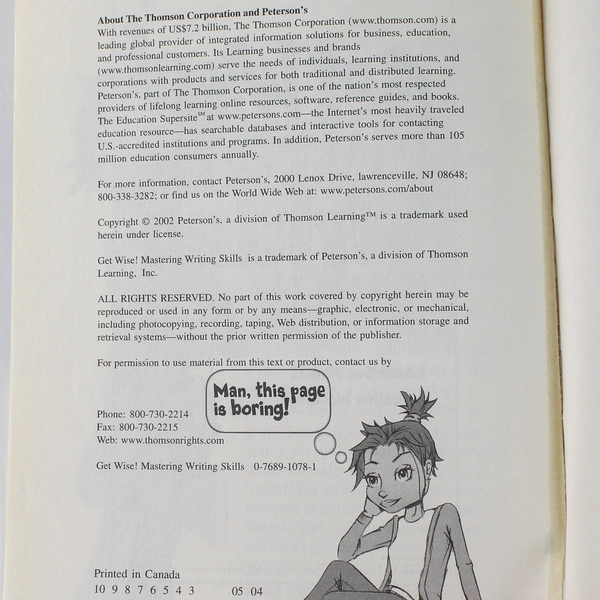 About The Thomson Corporation and Peterson's
With revenues of US$7.2 billion, The Thomson Corporation (www.thomson.com) is a
leading global provider of integrated information solutions for business, education,
and professional customers. Its Learning businesses and brands
(www.thomsonlearning.com) serve the needs of individuals, learning institutions, and
corporations with products and services for both traditional and distributed learning.
Peterson's, part of The Thomson Corporation, is one of the nation's most respected
providers of lifelong learning online resources, software, reference guides, and books.
The Education Supersite℠ at www.petersons.com—the Internet's most heavily traveled
education resource—has searchable databases and interactive tools for contacting
U.S.-accredited institutions and programs. In addition, Peterson's serves more than 105
million education consumers annually.
For more information, contact Peterson's, 2000 Lenox Drive, lawrenceville, NJ 08648;
800-338-3282; or find us on the World Wide Web at: www.petersons.com/about
Copyright © 2002 Peterson's, a division of Thomson Learning™ is a trademark used
herein under license.
Get Wise! Mastering Writing Skills is a trademark of Peterson's, a division of Thomson
Learning, Inc.
ALL RIGHTS RESERVED. No part of this work covered by copyright herein may be
reproduced or used in any form or by any means—graphic, electronic, or mechanical,
including photocopying, recording, taping, Web distribution, or information storage and
retrieval systems—without the prior written permission of the publisher.
For permission to use material from this text or product, contact us by
Man, this page
is boring!
Phone: 800-730-2214
Fax: 800-730-2215
Web: www.thomsonrights.com
Get Wise! Mastering Writing Skills 0-7689-1078-1
Printed in Canada
10 9 8 7 6 5 4 3 05 04